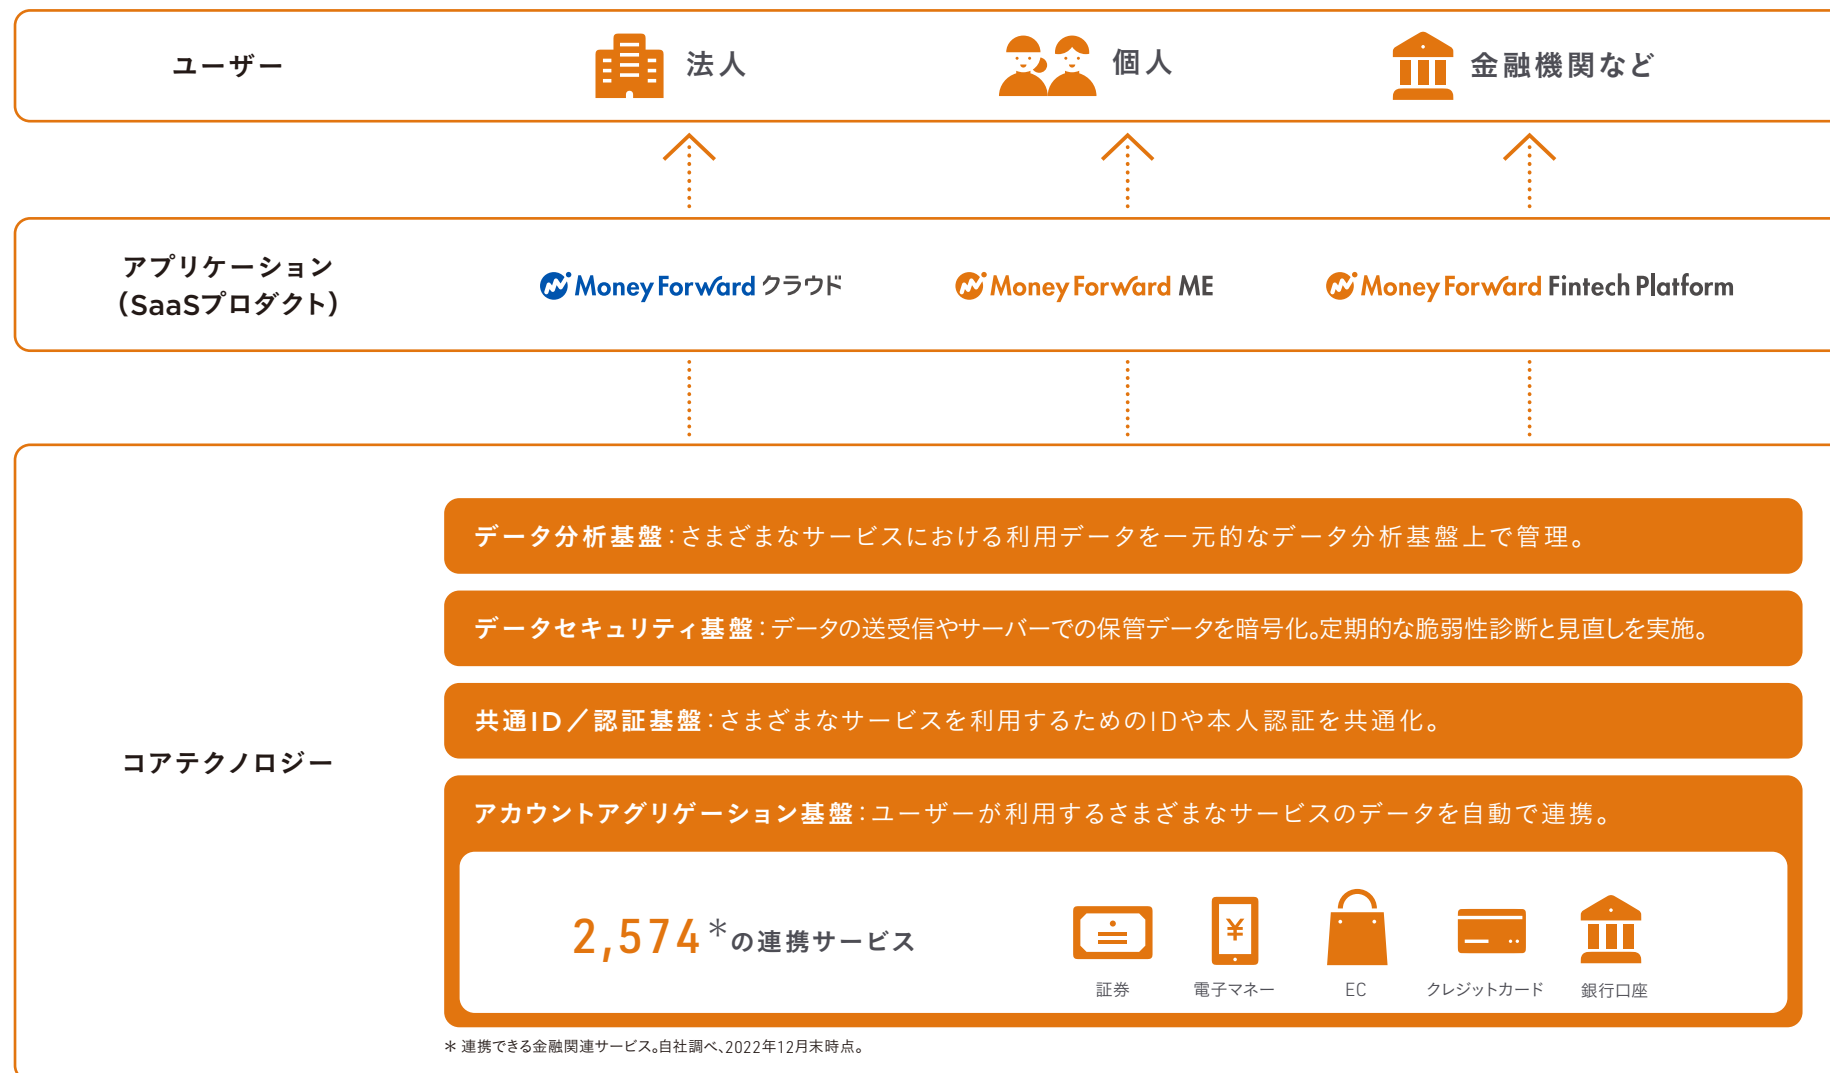 ユーザー
法人
個人
金融機関など
アプリケーション
(SaaSプロダクト)
Money Forward クラウド
Money Forward ME
Money Forward Fintech Platform
コアテクノロジー
データ分析基盤：さまざまなサービスにおける利用データを一元的なデータ分析基盤上で管理。
データセキュリティ基盤：データの送受信やサーバーでの保管データを暗号化。定期的な脆弱性診断と見直しを実施。
共通ID／認証基盤：さまざまなサービスを利用するためのIDや本人認証を共通化。
アカウントアグリゲーション基盤：ユーザーが利用するさまざまなサービスのデータを自動で連携。
2,574＊の連携サービス
¥
証券
電子マネー
EC
クレジットカード
銀行口座
＊ 連携できる金融関連サービス。自社調べ、2022年12月末時点。